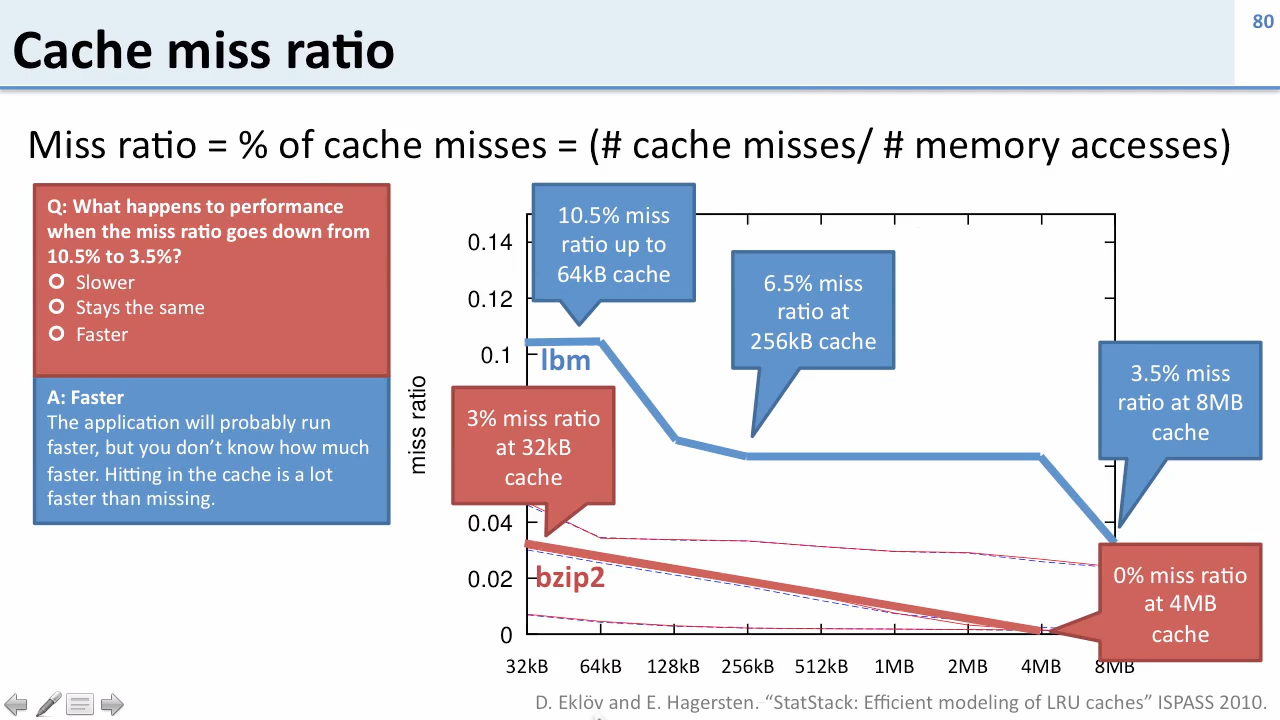 80
Cache miss ratio
Miss ratio = % of cache misses = (# cache misses/ # memory accesses)
Q: What happens to performance
when the miss ratio goes down from
10.5% to 3.5%?
Slower
Stays the same
Faster
A: Faster
The application will probably run
faster, but you don't know how much
faster. Hitting in the cache is a lot
faster than missing.
miss ratio
0.14
0.12
0.1
0.04
0.02
0
10.5% miss
ratio up to
64kB cache
6.5% miss
ratio at
256kB cache
3.5% miss
ratio at 8MB
cache
lbm
3% miss ratio
at 32kB
cache
bzip2
0% miss ratio
at 4MB
cache
32kB 64kB 128kB 256kB 512kB 1MB 2MB 4MB 8MB
D. Eklöv and E. Hagersten. "StatStack: Efficient modeling of LRU caches" ISPASS 2010.